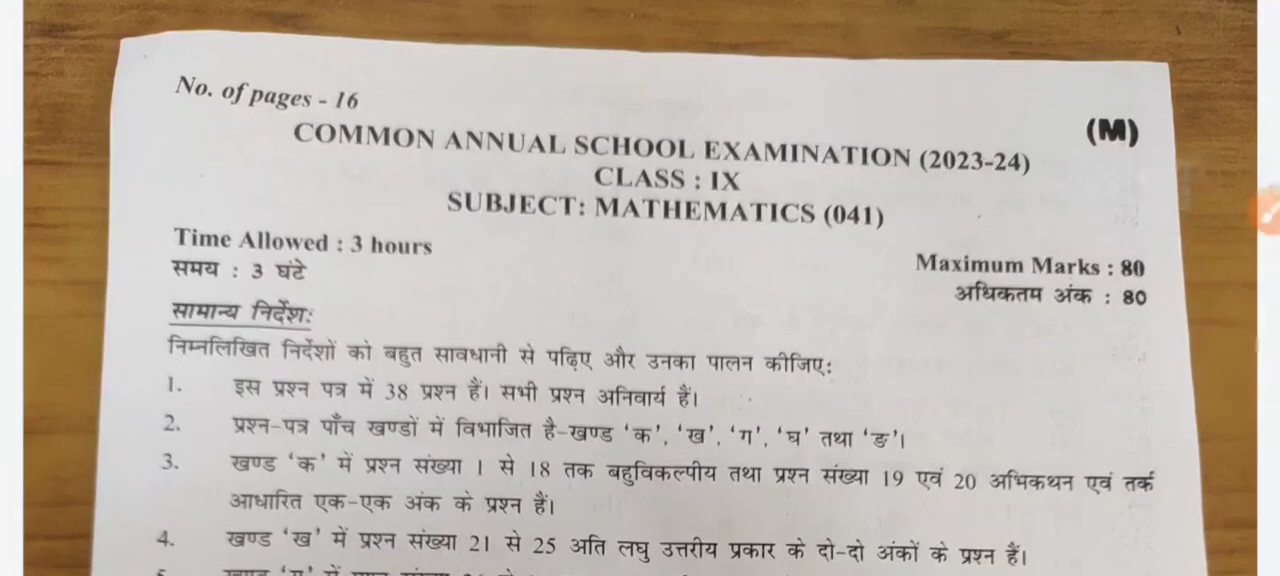 No. of pages - 16
(M)
COMMON ANNUAL SCHOOL EXAMINATION (2023-24)
CLASS : IX
SUBJECT: MATHEMATICS (041)
Time Allowed : 3 hours
Maximum Marks : 80
समय : 3 घंटे
अधिकतम अंक : 80
सामान्य निर्देशः
निम्नलिखित निर्देशों को बहुत सावधानी से पढ़िए और उनका पालन कीजिएः
1. इस प्रश्न पत्र में 38 प्रश्न हैं। सभी प्रश्न अनिवार्य हैं।
2. प्रश्न-पत्र पाँच खण्डों में विभाजित है-खण्ड 'क', 'ख', 'ग', 'घ' तथा 'ङ'।
3. खण्ड 'क' में प्रश्न संख्या 1 से 18 तक बहुविकल्पीय तथा प्रश्न संख्या 19 एवं 20 अभिकथन एवं तर्क
आधारित एक-एक अंक के प्रश्न हैं।
4. खण्ड 'ख' में प्रश्न संख्या 21 से 25 अति लघु उत्तरीय प्रकार के दो-दो अंकों के प्रश्न हैं।